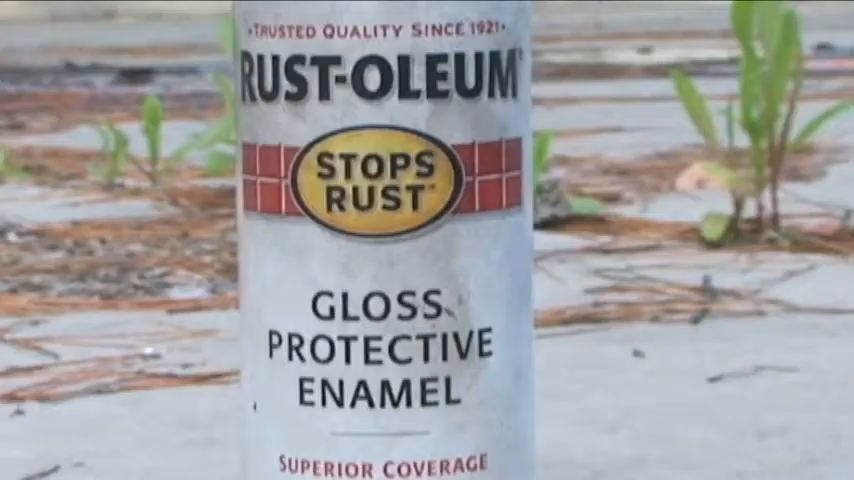 •TRUSTED QUALITY SINCE 1921•
RUST-OLEUM®
STOPS
RUST®
GLOSS
PROTECTIVE
ENAMEL
SUPERIOR COVERAGE